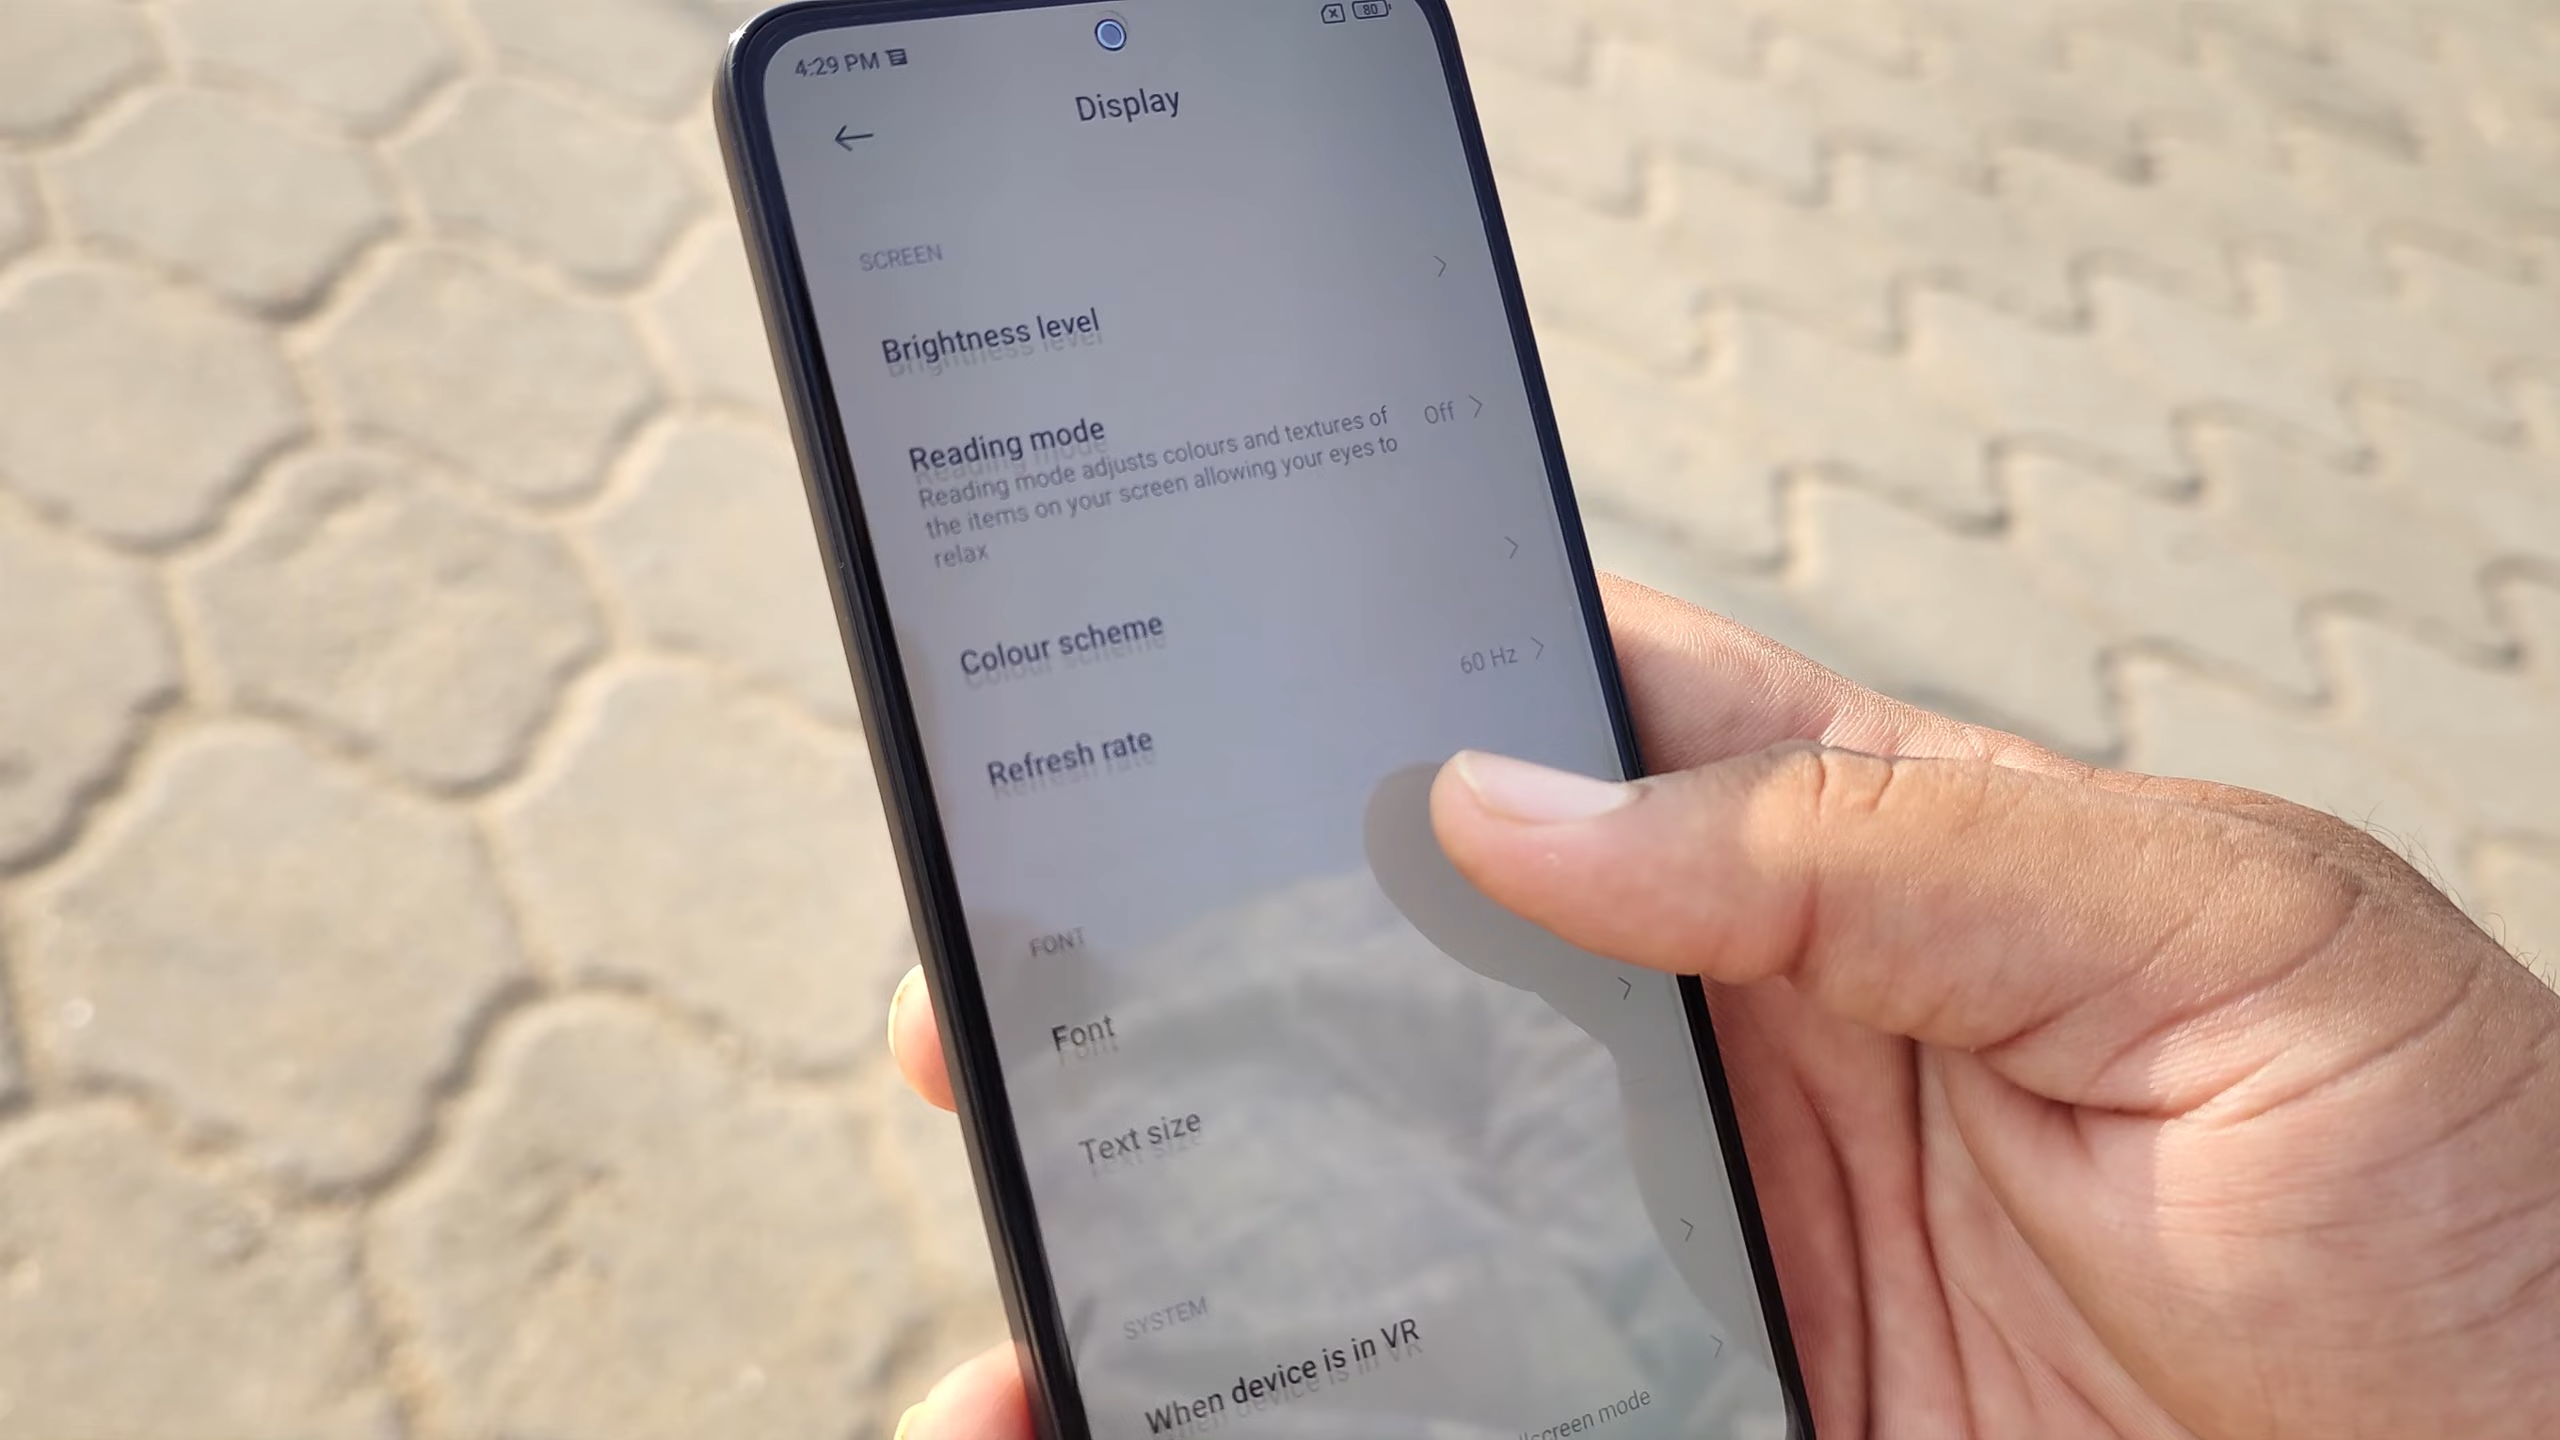 4:29 PM
80
Display
SCREEN
Brightness level
Reading mode
Off
Reading mode adjusts colours and textures of
the items on your screen allowing your eyes to
relax
Colour scheme
Refresh rate
60 Hz
FONT
Font
Text size
SYSTEM
When device is in VR
screen mode